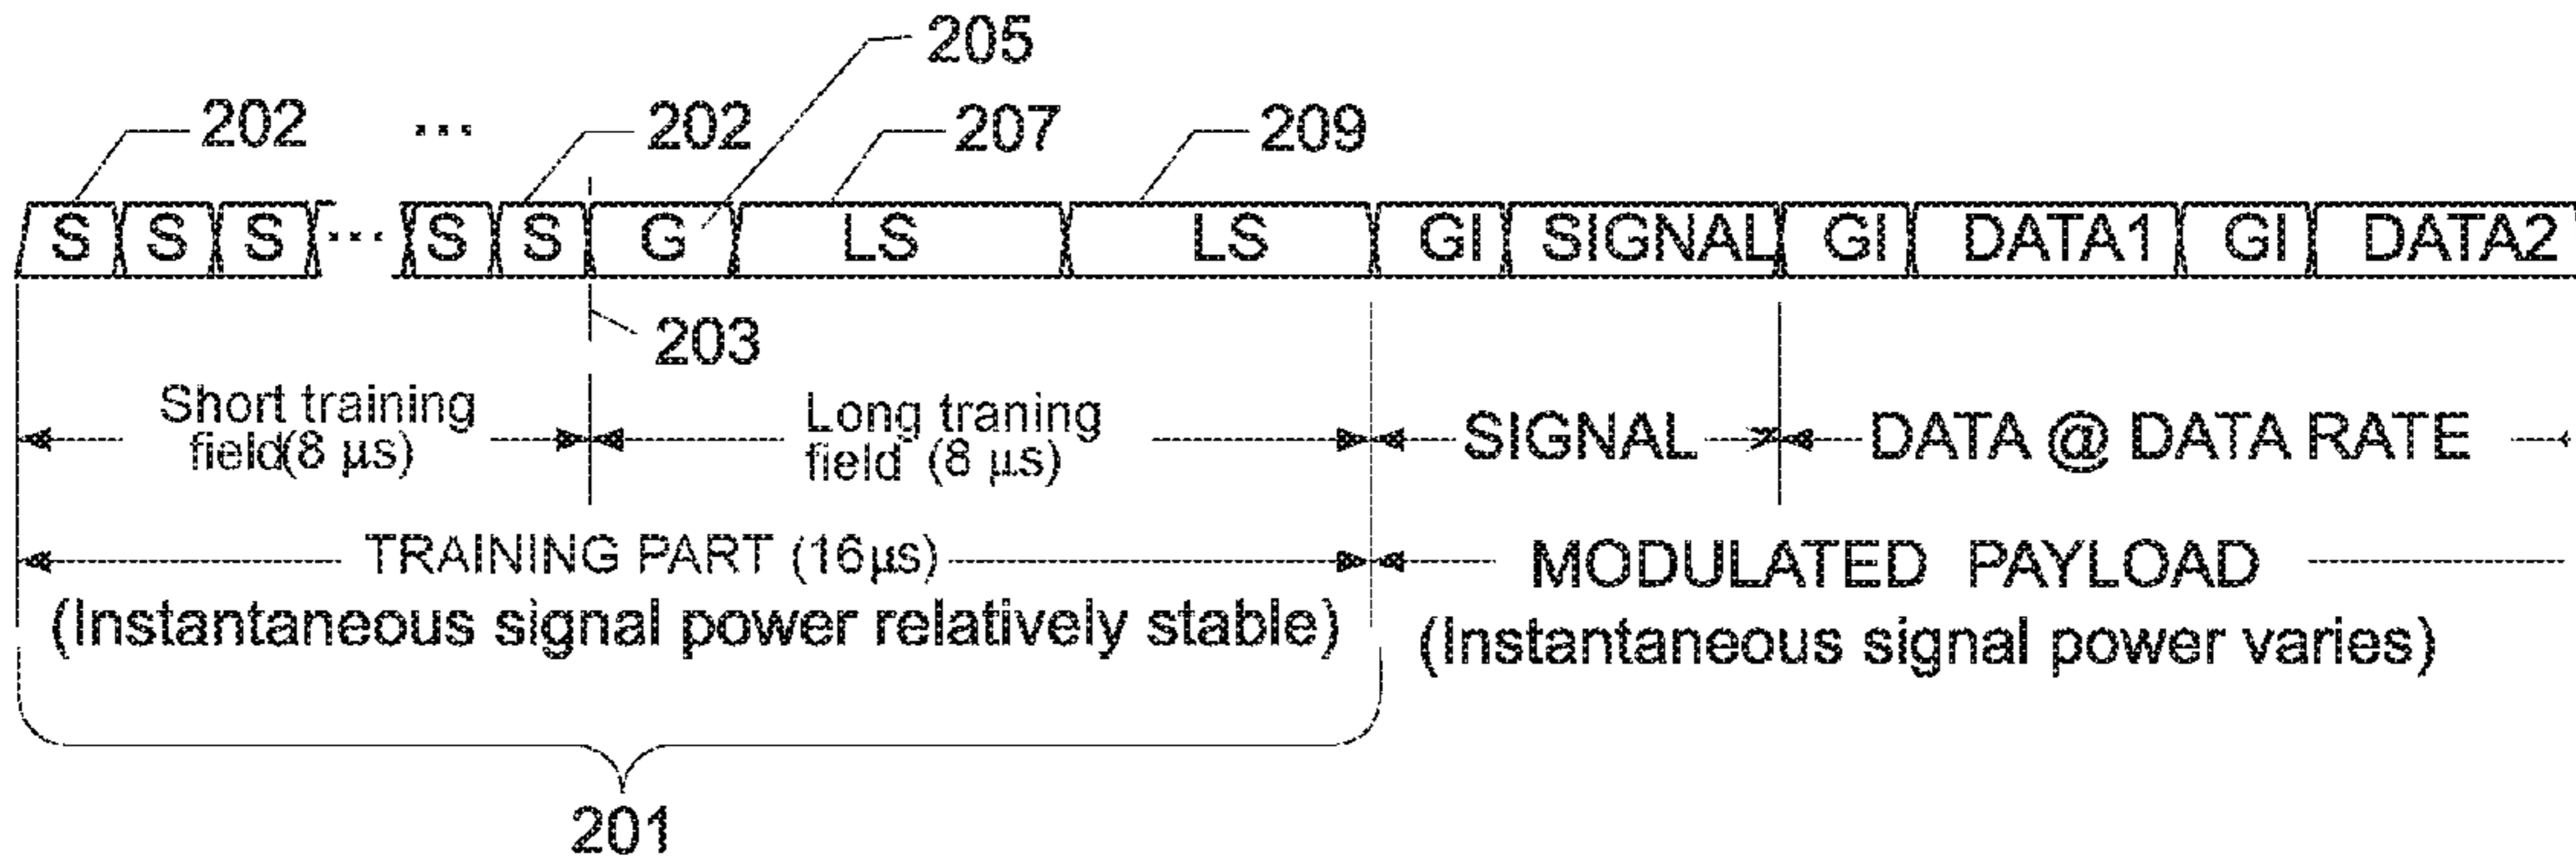 205
202 ... 202 207 209
S S S ... S S G LS LS GI SIGNAL GI DATA1 GI DATA2
203
Short training
field(8 µs)
Long traning
field (8 µs)
SIGNAL
DATA @ DATA RATE
TRAINING PART (16µs)
(Instantaneous signal power relatively stable)
MODULATED PAYLOAD
(Instantaneous signal power varies)
201